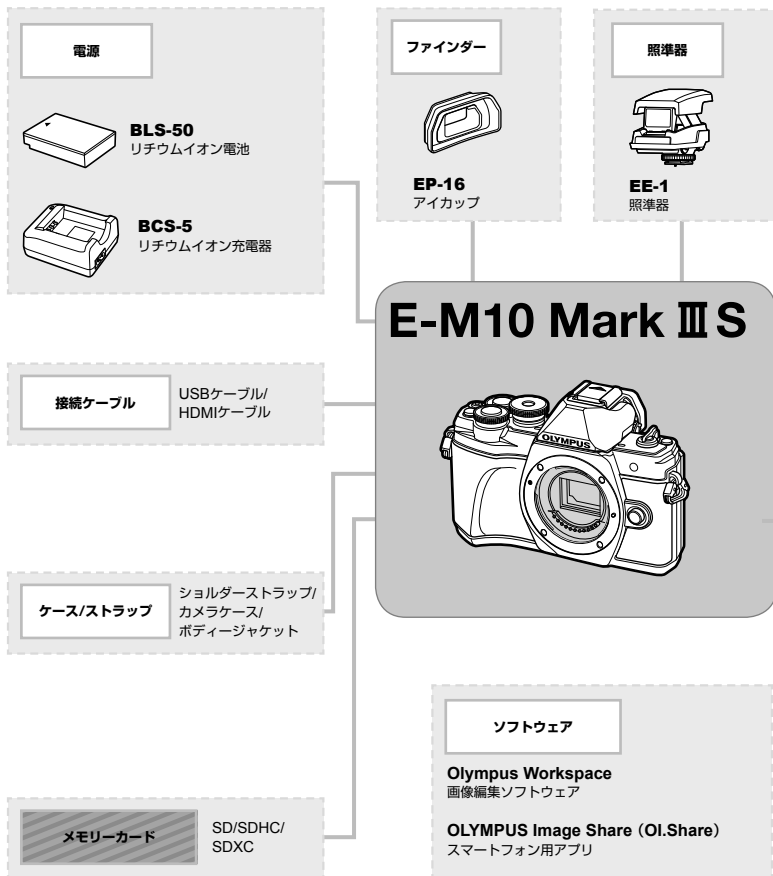 電源
BLS-50
リチウムイオン電池
BCS-5
リチウムイオン充電器
ファインダー
EP-16
アイカップ
照準器
EE-1
照準器
E-M10 Mark Ⅲ S
OLYMPUS
接続ケーブル
USBケーブル/
HDMIケーブル
ケース/ストラップ
ショルダーストラップ/
カメラケース/
ボディージャケット
メモリーカード
SD/SDHC/
SDXC
ソフトウェア
Olympus Workspace
画像編集ソフトウェア
OLYMPUS Image Share（OI.Share）
スマートフォン用アプリ